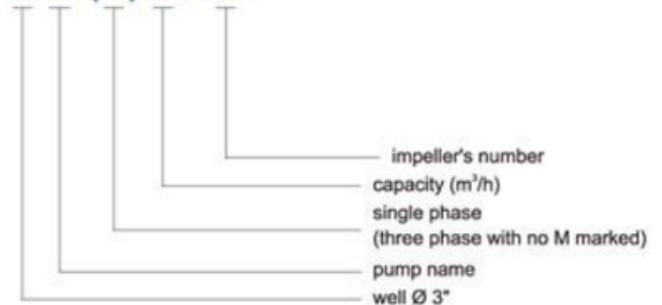 impeller's number
capacity (m³/h)
single phase
(three phase with no M marked)
pump name
well Ø 3"